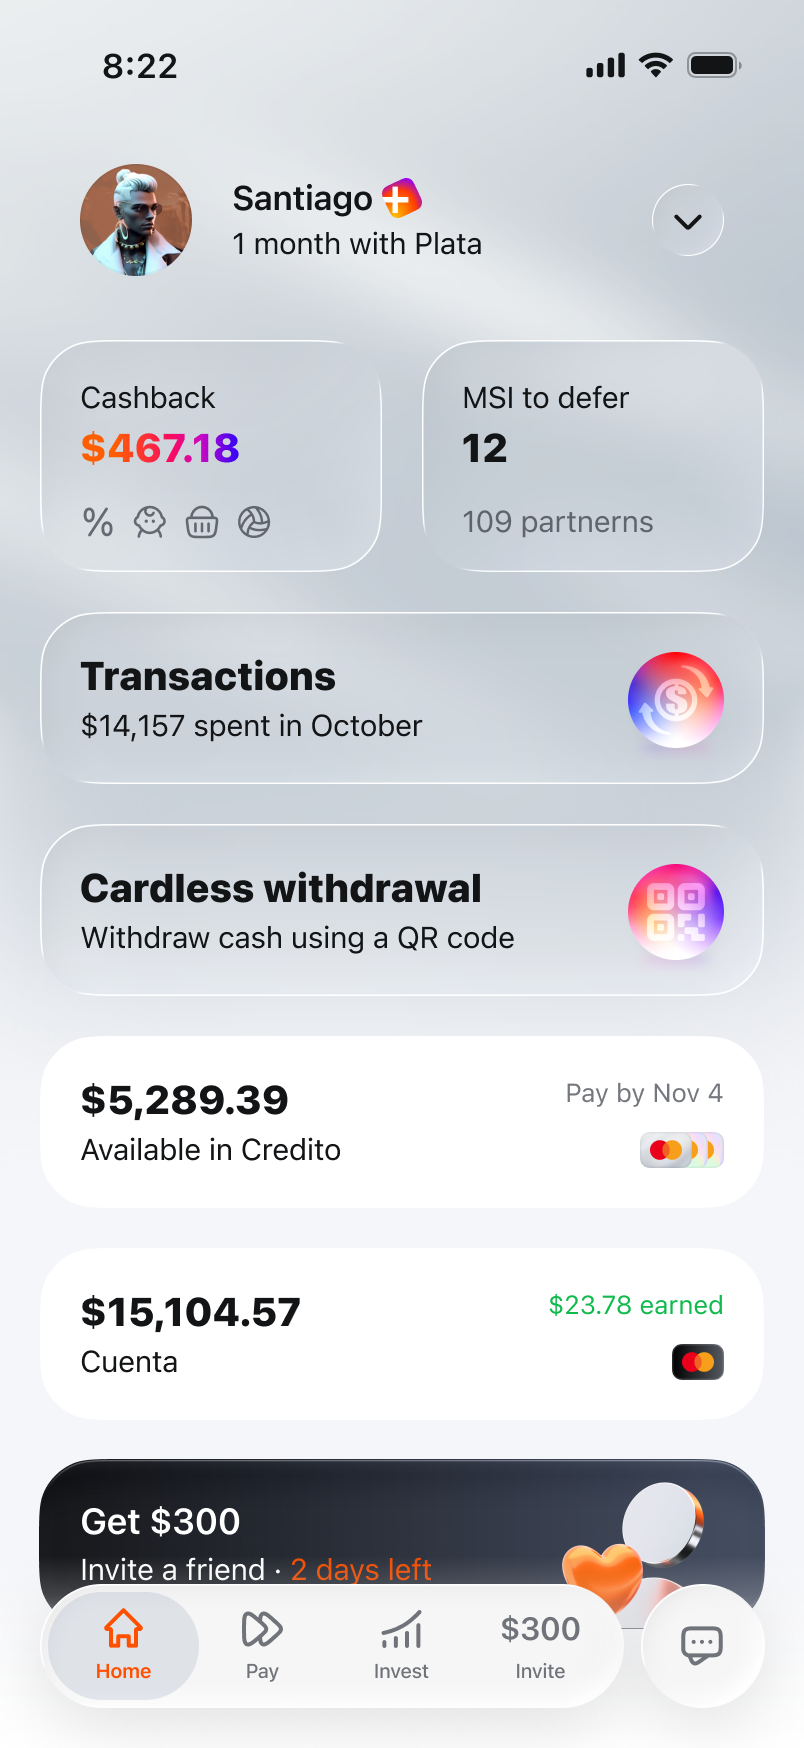 8:22
Santiago
1 month with Plata
Cashback
$467.18
MSI to defer
12
109 partnerns
Transactions
$14,157 spent in October
Cardless withdrawal
Withdraw cash using a QR code
$5,289.39
Pay by Nov 4
Available in Credito
$15,104.57
$23.78 earned
Cuenta
Get $300
Invite a friend · 2 days left
Home
Pay
Invest
$300
Invite